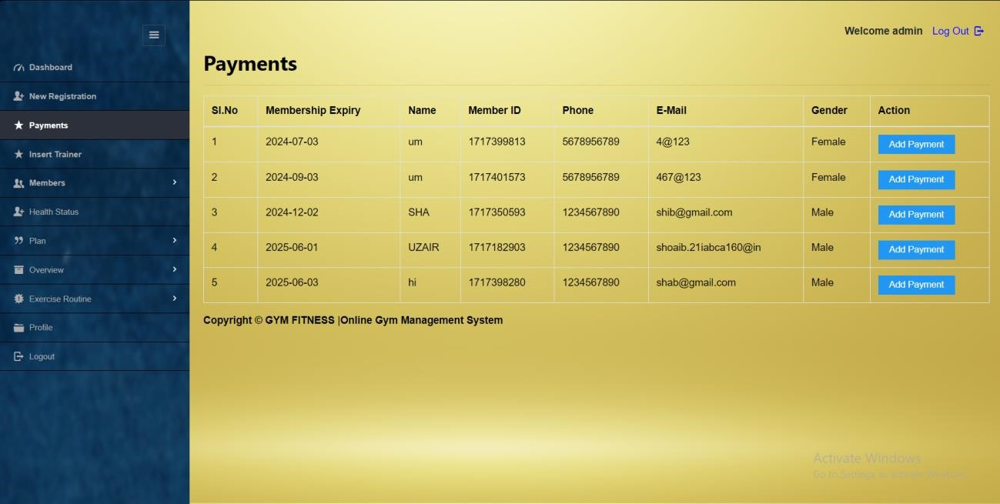 Welcome admin Log Out
Dashboard
New Registration
Payments
Insert Trainer
Members
Health Status
Plan
Overview
Exercise Routine
Profile
Logout
Payments
Sl.No Membership Expiry Name Member ID Phone E-Mail Gender Action
1 2024-07-03 um 1717399813 5678956789 4@123 Female Add Payment
2 2024-09-03 um 1717401573 5678956789 467@123 Female Add Payment
3 2024-12-02 SHA 1717350593 1234567890 shib@gmail.com Male Add Payment
4 2025-06-01 UZAIR 1717182903 1234567890 shoaib.21iabca160@in Male Add Payment
5 2025-06-03 hi 1717398280 1234567890 shab@gmail.com Male Add Payment
Copyright © GYM FITNESS |Online Gym Management System
Activate Windows
Go to Settings to activate Windows.